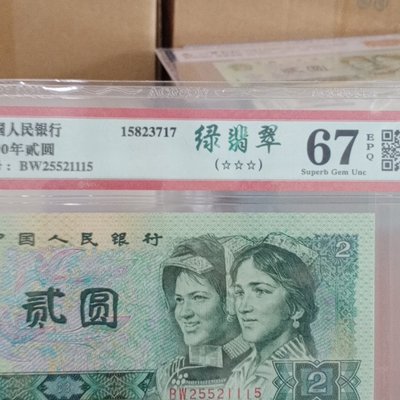 国人民银行
15823717
绿翡翠
67
EPQ
0年贰圆
号: BW25521115
(☆☆☆)
Superb Gem Unc
中国人民银行
2
贰圆
BW25521115
2